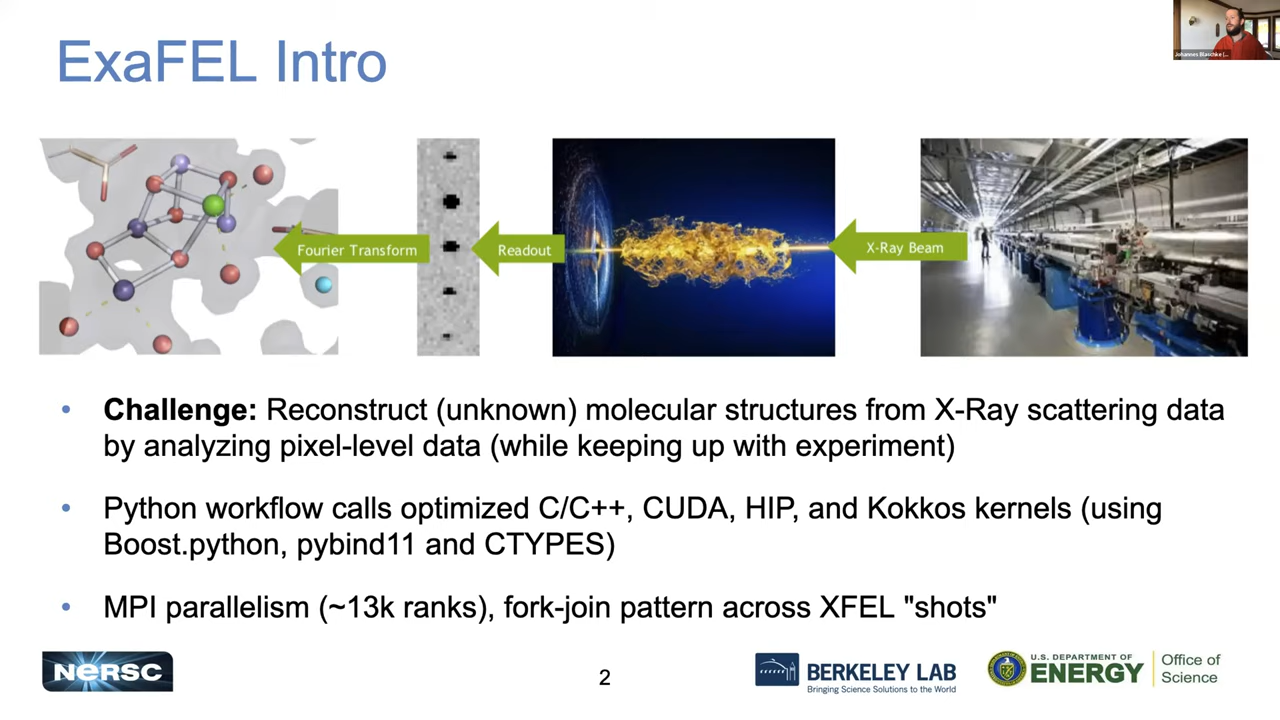 ExaFEL Intro
Johannes Blaschke (...
Fourier Transform
Readout
X-Ray Beam
• Challenge: Reconstruct (unknown) molecular structures from X-Ray scattering data
by analyzing pixel-level data (while keeping up with experiment)
• Python workflow calls optimized C/C++, CUDA, HIP, and Kokkos kernels (using
Boost.python, pybind11 and CTYPES)
• MPI parallelism (~13k ranks), fork-join pattern across XFEL "shots"
NERSC
2
BERKELEY LAB
Bringing Science Solutions to the World
U.S. DEPARTMENT OF
ENERGY
Office of
Science